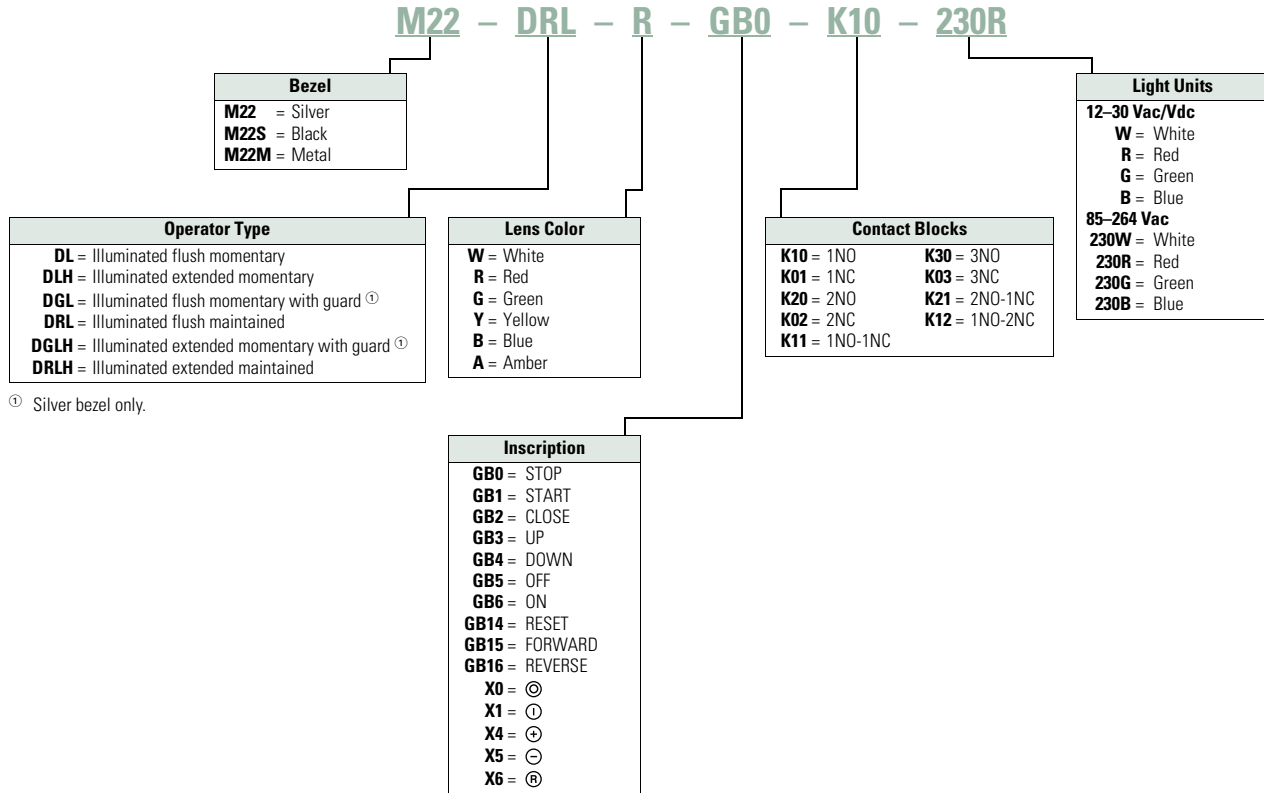 M22 – DRL – R – GB0 – K10 – 230R
Bezel
M22 = Silver
M22S = Black
M22M = Metal
Light Units
12–30 Vac/Vdc
W = White
R = Red
G = Green
B = Blue
85–264 Vac
230W = White
230R = Red
230G = Green
230B = Blue
Operator Type
DL = Illuminated flush momentary
DLH = Illuminated extended momentary
DGL = Illuminated flush momentary with guard ①
DRL = Illuminated flush maintained
DGLH = Illuminated extended momentary with guard ①
DRLH = Illuminated extended maintained
① Silver bezel only.
Lens Color
W = White
R = Red
G = Green
Y = Yellow
B = Blue
A = Amber
Contact Blocks
K10 = 1NO K30 = 3NO
K01 = 1NC K03 = 3NC
K20 = 2NO K21 = 2NO-1NC
K02 = 2NC K12 = 1NO-2NC
K11 = 1NO-1NC
Inscription
GB0 = STOP
GB1 = START
GB2 = CLOSE
GB3 = UP
GB4 = DOWN
GB5 = OFF
GB6 = ON
GB14 = RESET
GB15 = FORWARD
GB16 = REVERSE
X0 = ⌾
X1 = Ⓘ
X4 = ⊕
X5 = ⊖
X6 = Ⓡ